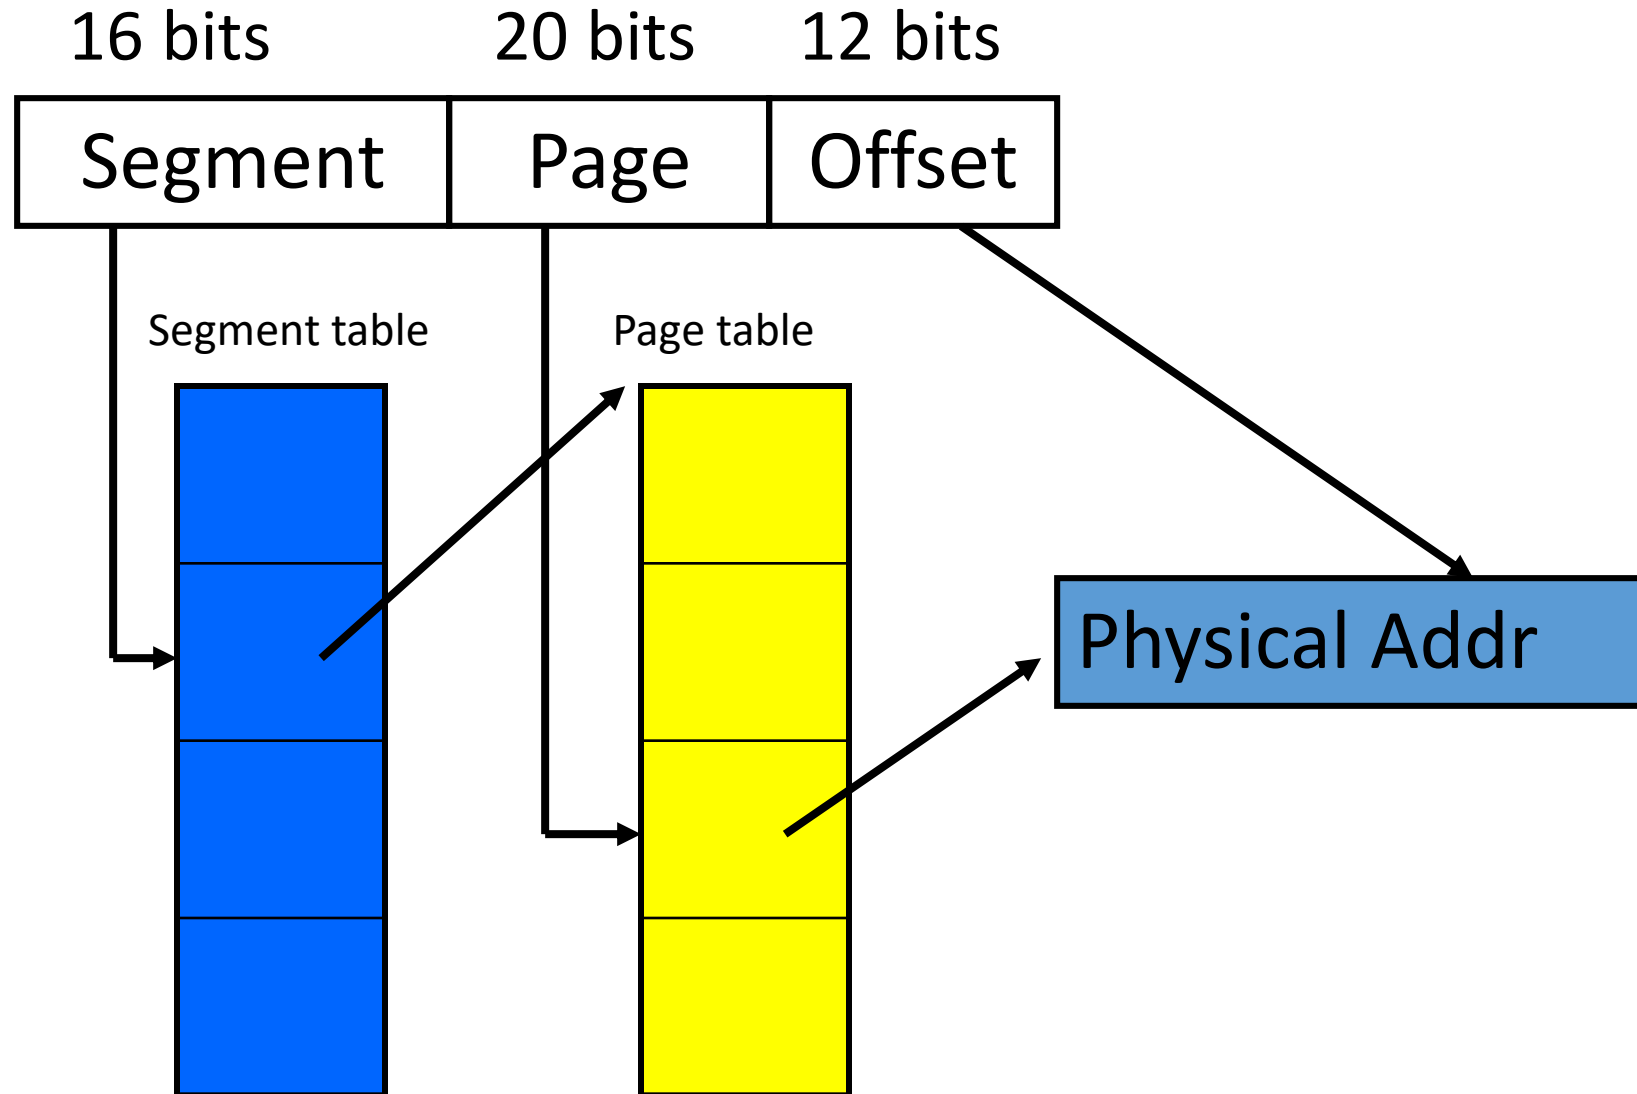 16 bits 20 bits 12 bits
Segment Page Offset
Segment table Page table
Physical Addr